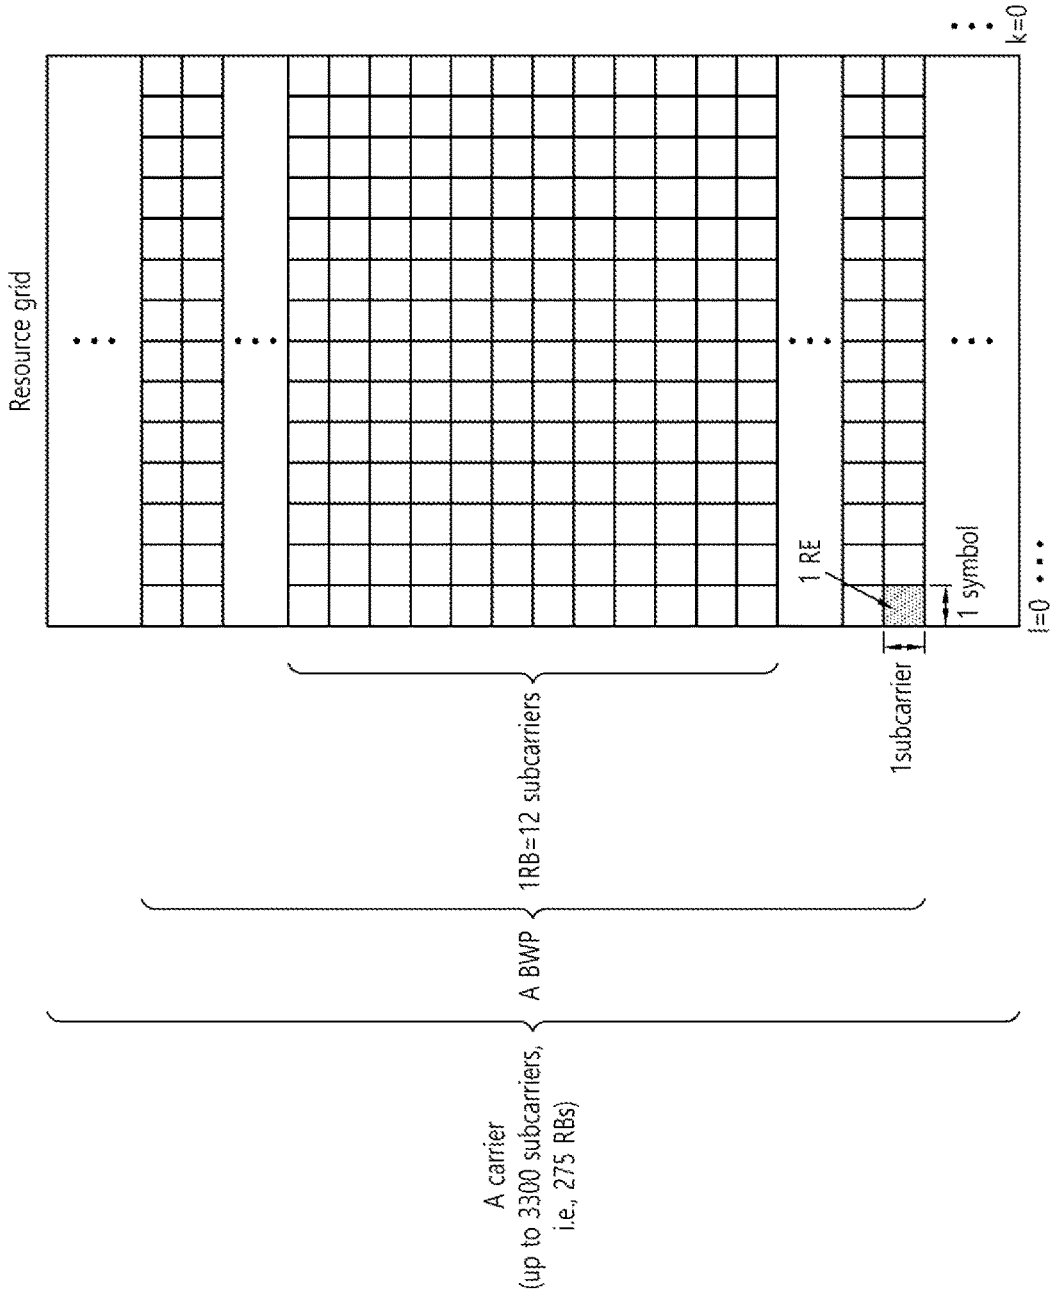 Resource grid
A carrier
(up to 3300 subcarriers,
i.e., 275 RBs)
A BWP
1RB=12 subcarriers
1subcarrier
1 RE
1 symbol
l=0
k=0